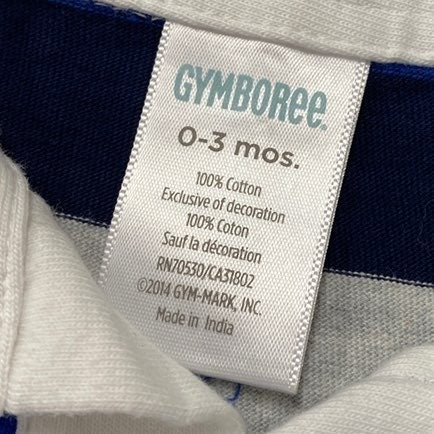 GYMBORee.
0-3 mos.
100% Cotton
Exclusive of decoration
100% Coton
Sauf la décoration
RN70530/CA31802
©2014 GYM-MARK, INC.
Made in India